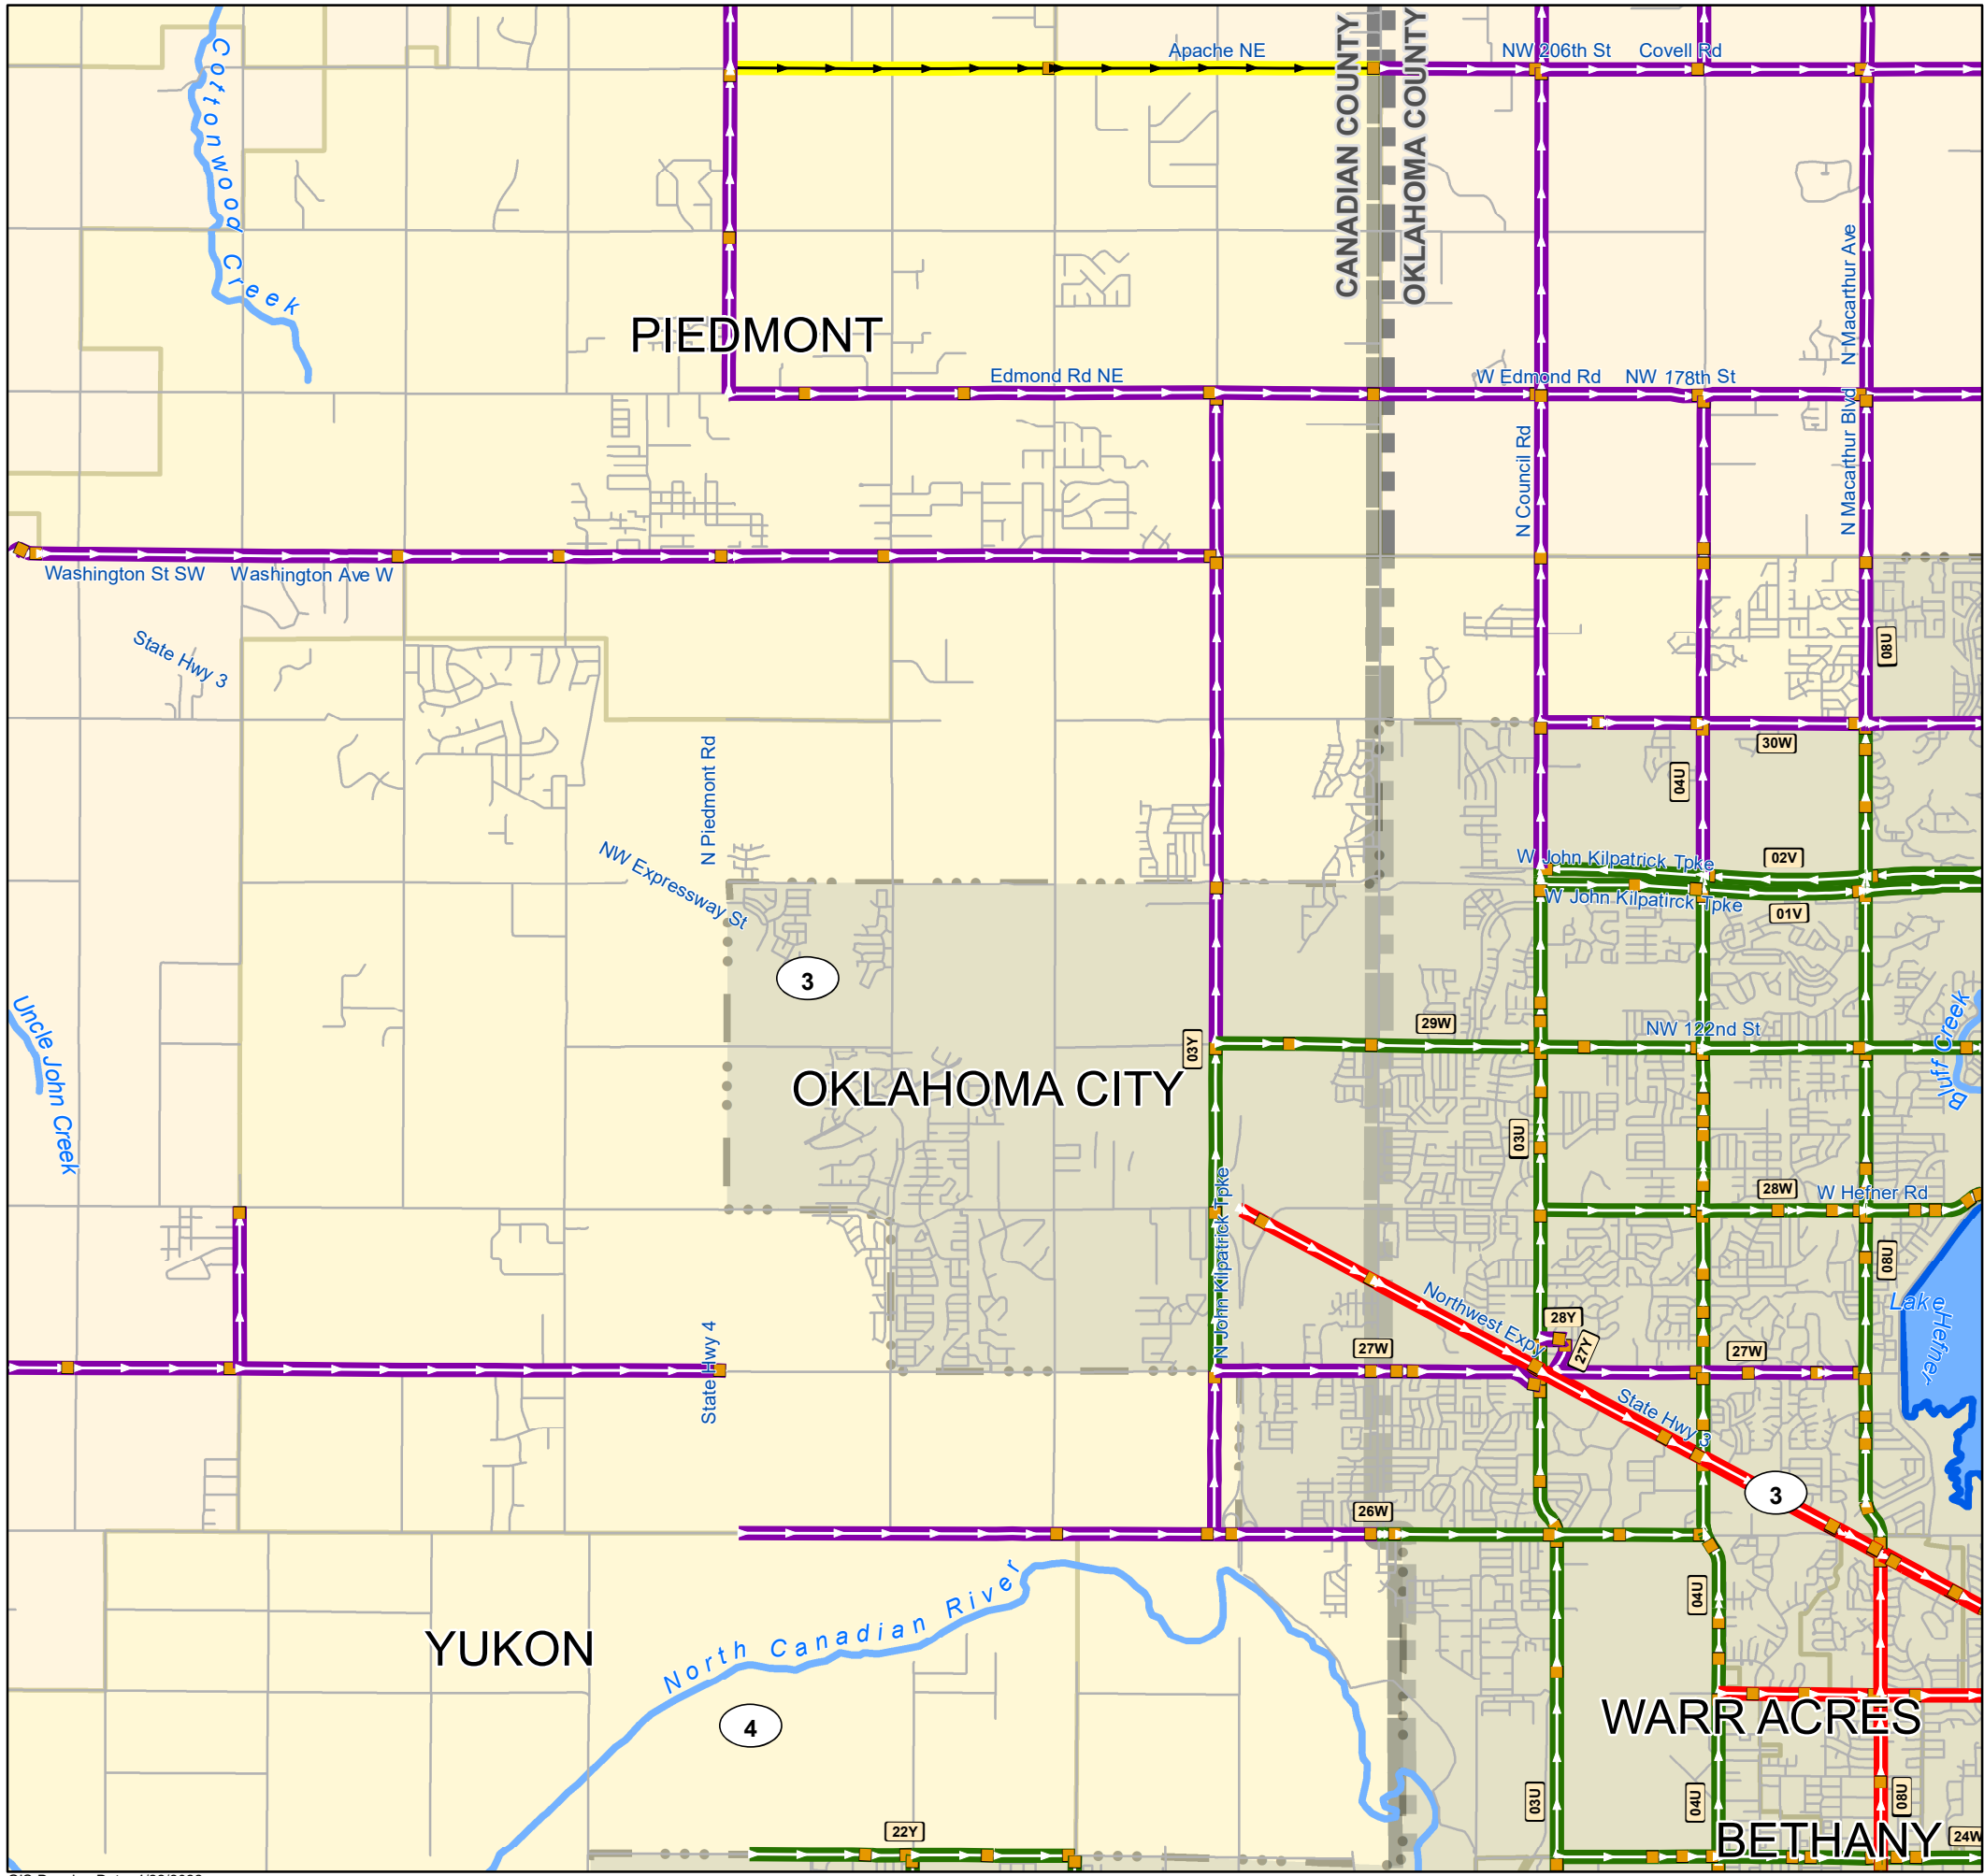 Apache NE
NW 206th St
Covell Rd
CANADIAN COUNTY
OKLAHOMA COUNTY
Cottonwood Creek
N Macarthur Ave
PIEDMONT
Edmond Rd NE
W Edmond Rd
NW 178th St
N Council Rd
N Macarthur Blvd
Washington St SW
Washington Ave W
State Hwy 3
08U
30W
04U
N Piedmont Rd
NW Expressway St
W John Kilpatrick Tpke
02V
W John Kilpatirck Tpke
01V
3
Uncle John Creek
29W
NW 122nd St
03Y
Bluff Creek
OKLAHOMA CITY
03U
28W
W Hefner Rd
N John Kilpatrick Tpke
08U
Lake Hefner
Northwest Expy
28Y
27Y
27W
27W
State Hwy 4
State Hwy 3
3
26W
North Canadian River
YUKON
04U
4
WARR ACRES
03U
04U
08U
22Y
BETHANY
24W